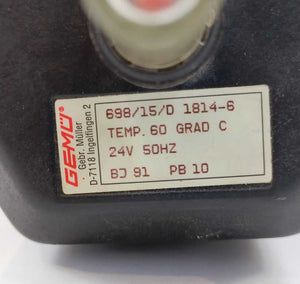 GEMÜ®
Gebr. Müller
D-7118 Ingelfingen 2
698/15/D 1814-6
TEMP. 60 GRAD C
24V 50HZ
BJ 91 PB 10